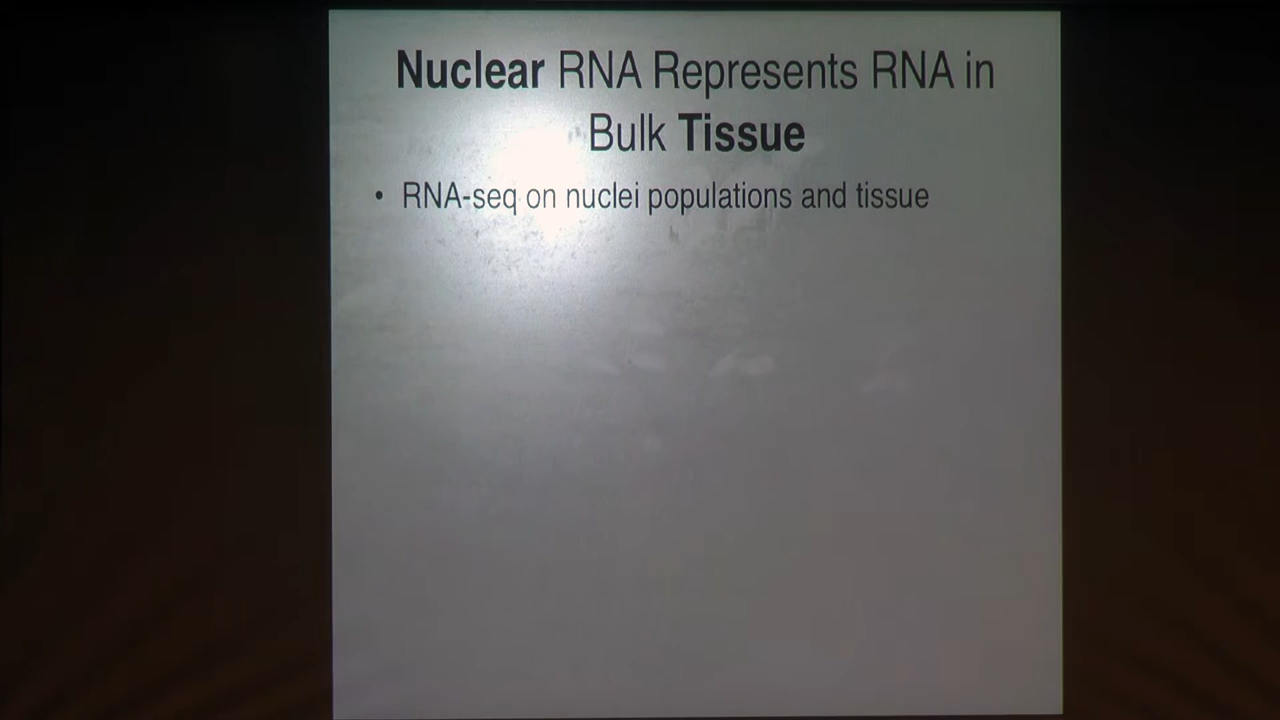 Nuclear RNA Represents RNA in
Bulk Tissue
• RNA-seq on nuclei populations and tissue